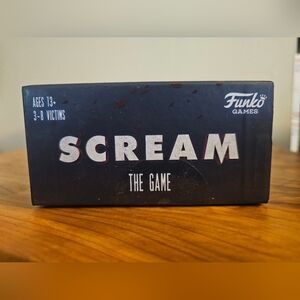 AGES 13+
3-8 VICTIMS
Funko
GAMES
SCREAM
THE GAME